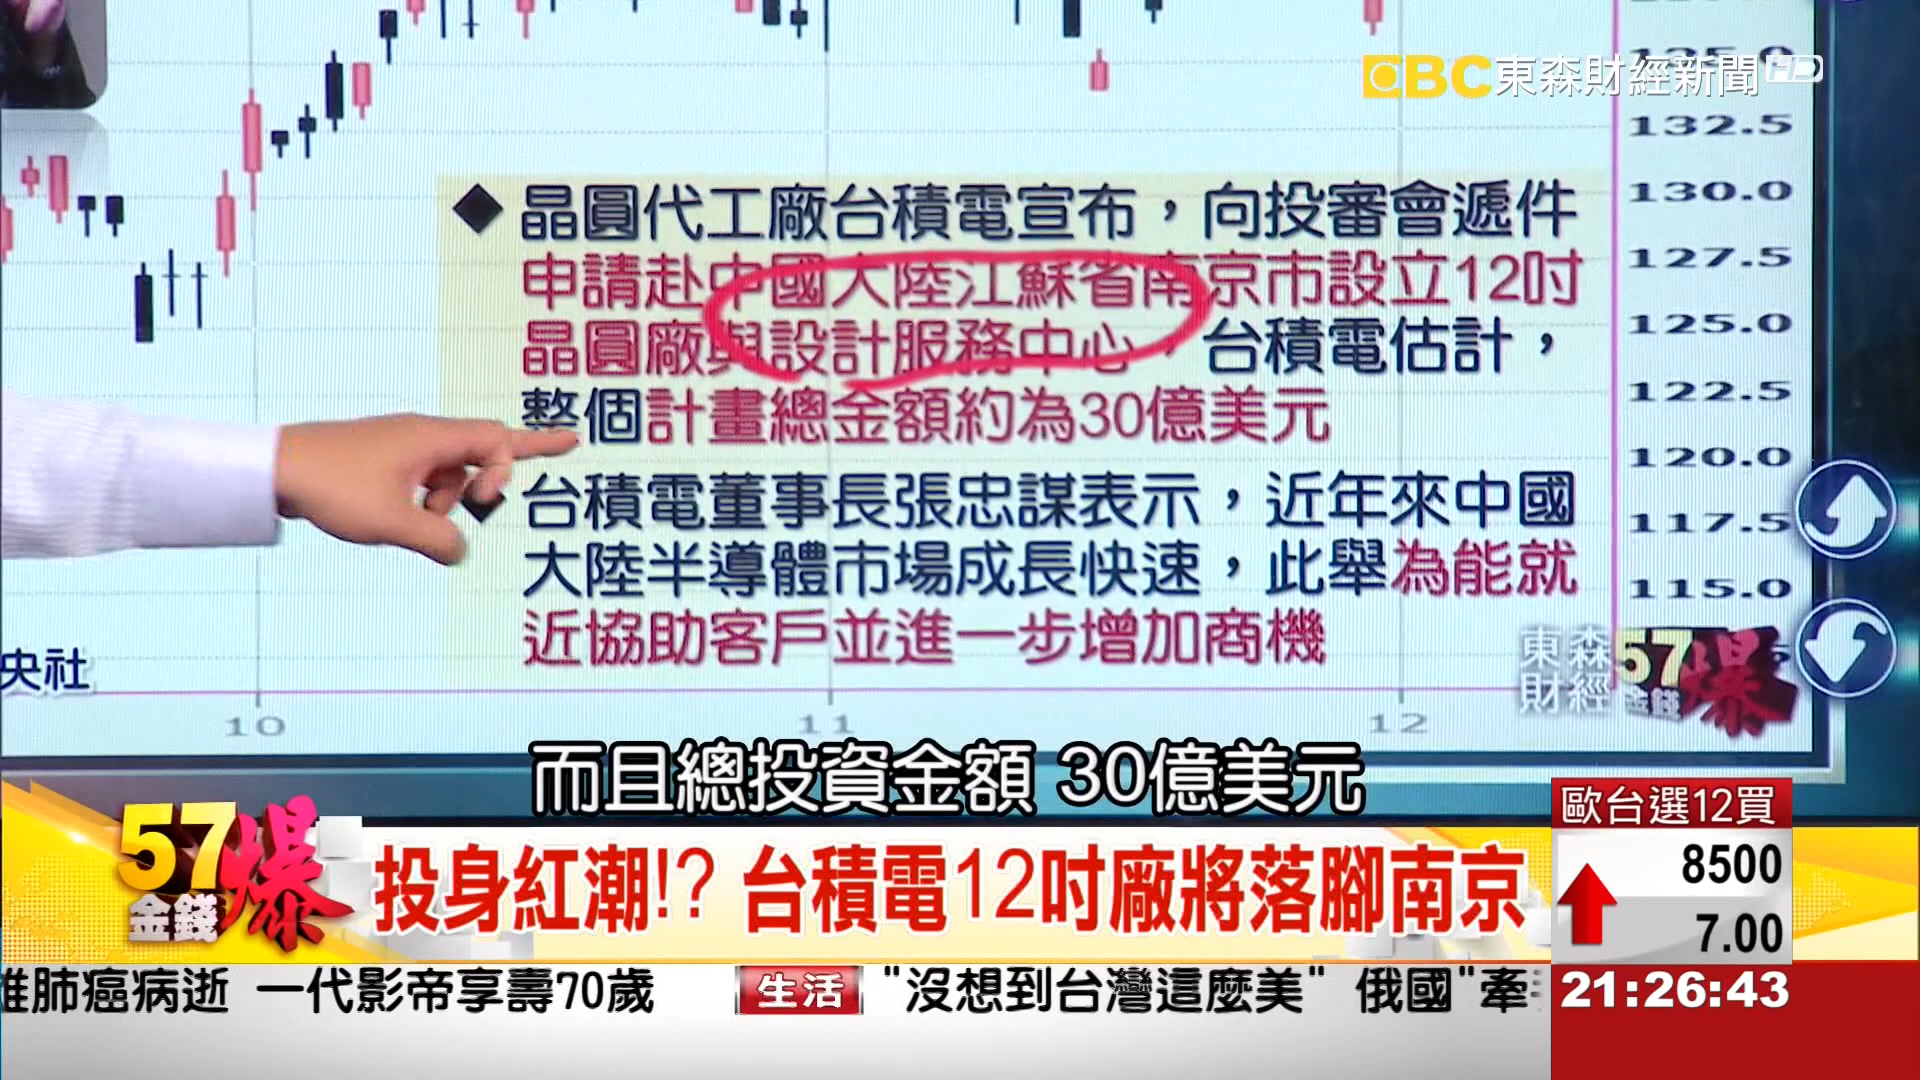 EBC 東森財經新聞 HD
132.5
130.0
127.5
125.0
122.5
120.0
117.5
115.0
◆晶圓代工廠台積電宣布，向投審會遞件
申請赴中國大陸江蘇省南京市設立12吋
晶圓廠與設計服務中心，台積電估計，
整個計畫總金額約為30億美元
◆台積電董事長張忠謀表示，近年來中國
大陸半導體市場成長快速，此舉為能就
近協助客戶並進一步增加商機
央社
東森
財經
57
金錢
爆
10
11
12
而且總投資金額 30億美元
57
金錢
爆
投身紅潮!? 台積電12吋廠將落腳南京
歐台選12買
8500
7.00
肺癌病逝 一代影帝享壽70歲
生活
"沒想到台灣這麼美" 俄國"牽
21:26:43